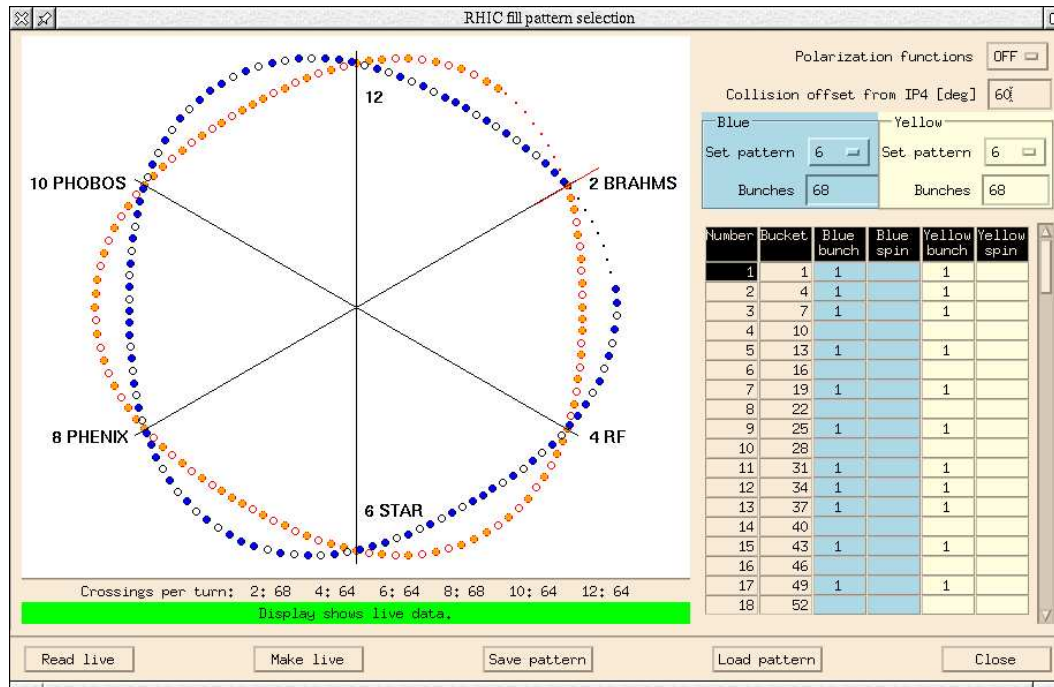 RHIC fill pattern selection
Polarization functions OFF
Collision offset from IP4 [deg] 60
Blue Yellow
Set pattern 6 Set pattern 6
Bunches 68 Bunches 68
12
10 PHOBOS 2 BRAHMS
8 PHENIX 4 RF
6 STAR
Number Bucket Blue bunch Blue spin Yellow bunch Yellow spin
1 1 1 1
2 4 1 1
3 7 1 1
4 10
5 13 1 1
6 16
7 19 1 1
8 22
9 25 1 1
10 28
11 31 1 1
12 34 1 1
13 37 1 1
14 40
15 43 1 1
16 46
17 49 1 1
18 52
Crossings per turn: 2: 68 4: 64 6: 64 8: 68 10: 64 12: 64
Display shows live data.
Read live Make live Save pattern Load pattern Close